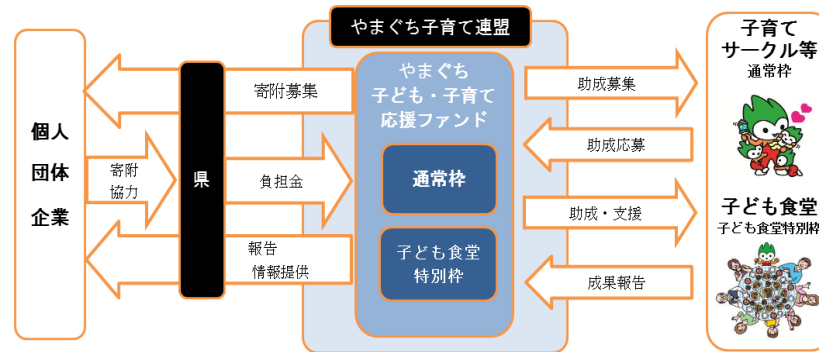 やまぐち子育て連盟
個人
団体
企業
寄附
協力
県
寄附募集
負担金
報告
情報提供
やまぐち
子ども・子育て
応援ファンド
通常枠
子ども食堂
特別枠
助成募集
助成応募
助成・支援
成果報告
子育て
サークル等
通常枠
子ども食堂
子ども食堂特別枠